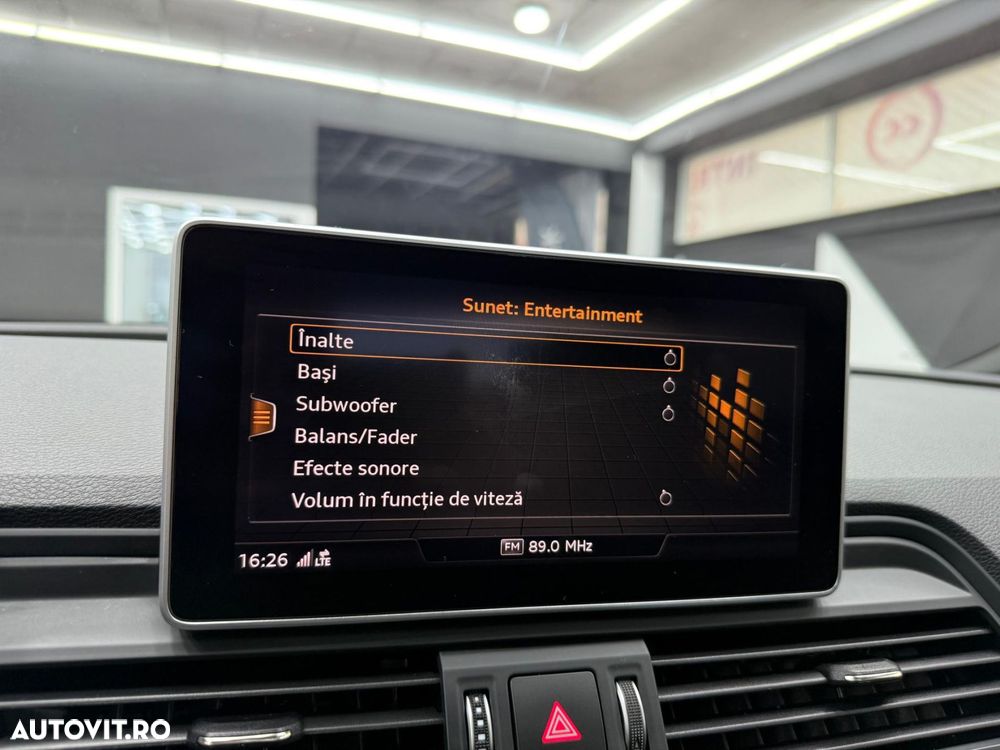 Sunet: Entertainment
Înalte
Bași
Subwoofer
Balans/Fader
Efecte sonore
Volum în funcție de viteză
16:26 LTE
FM 89.0 MHz
AUTOVIT.RO